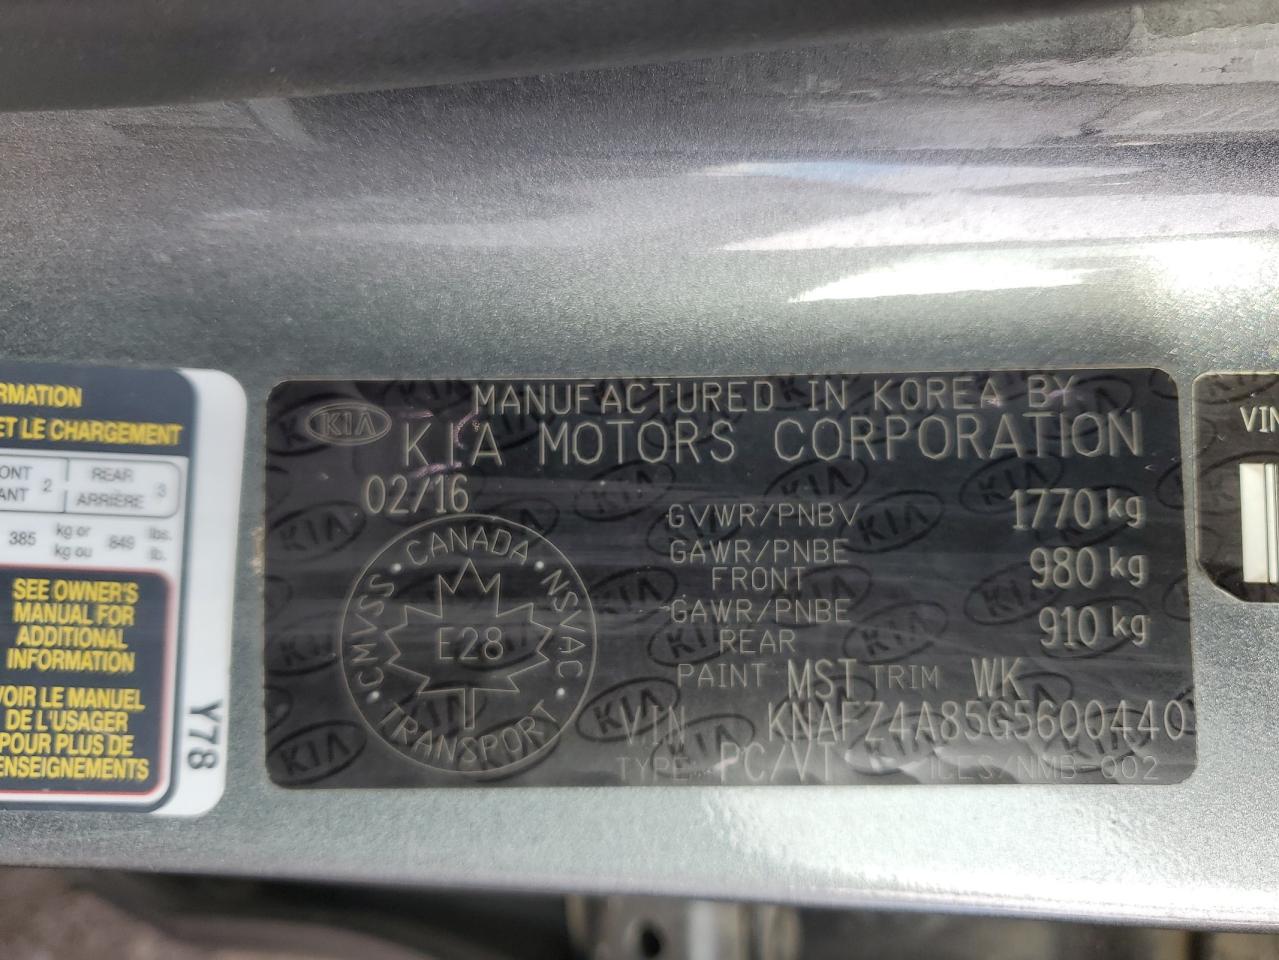 RMATION
ET LE CHARGEMENT
ONT 2 REAR 3
ANT ARRIÈRE
385 kg or 849 lbs.
kg ou lb.
SEE OWNER'S
MANUAL FOR
ADDITIONAL
INFORMATION
VOIR LE MANUEL
DE L'USAGER
POUR PLUS DE
ENSEIGNEMENTS
Y78
MANUFACTURED IN KOREA BY
KIA KIA MOTORS CORPORATION
02/16
GVWR/PNBV 1770 kg
GAWR/PNBE 980 kg
FRONT
GAWR/PNBE 910 kg
REAR
PAINT MST TRIM WK
VIN KNAFZ4A85G5600440
TYPE PC/VT ICES/NMB-002
CANADA · NSVAC · TRANSPORT · CMVSS
E28
VIN